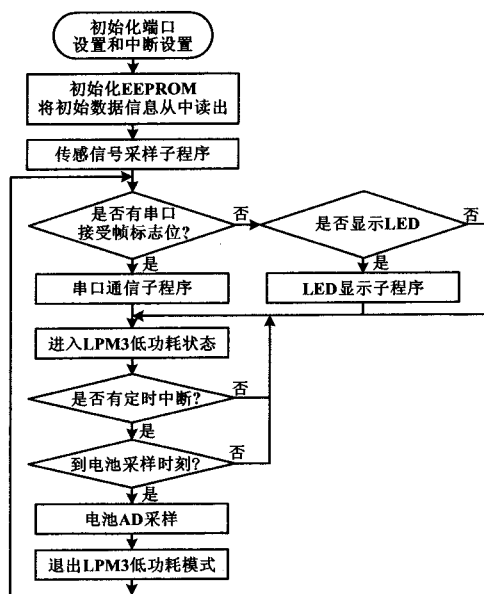 初始化端口
设置和中断设置
初始化EEPROM
将初始数据信息从中读出
传感信号采样子程序
是否有串口
接受帧标志位?
否
是否显示LED
否
是
是
串口通信子程序
LED显示子程序
进入LPM3低功耗状态
是否有定时中断?
否
是
到电池采样时刻?
否
是
电池AD采样
退出LPM3低功耗模式